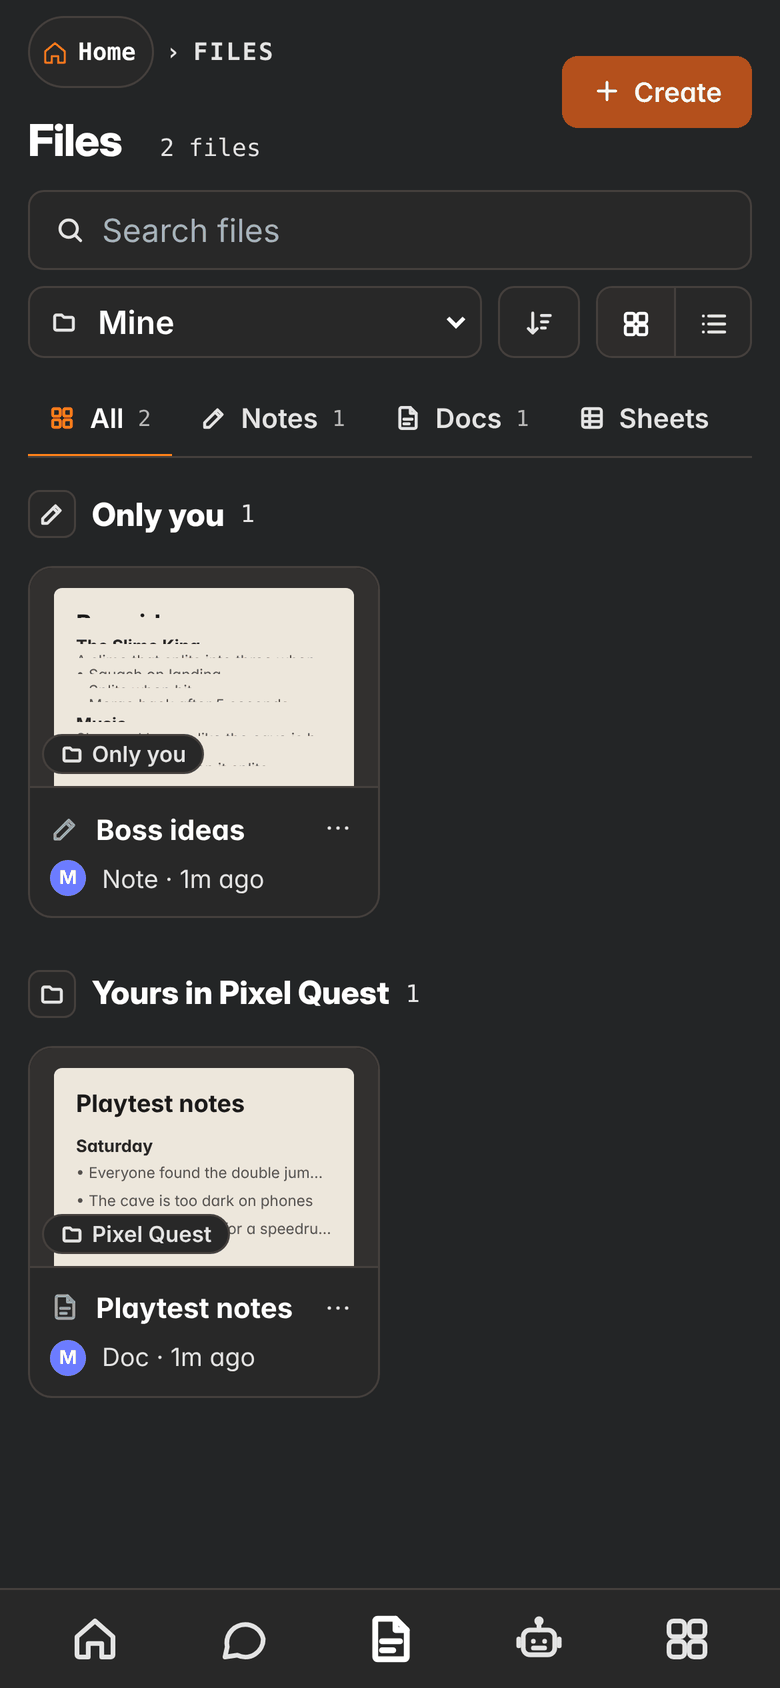 Home › FILES
Create
Files 2 files
Search files
Mine
All 2 Notes 1 Docs 1 Sheets
Only you 1
Only you
Boss ideas ...
M Note · 1m ago
Yours in Pixel Quest 1
Playtest notes
Saturday
• Everyone found the double jum...
• The cave is too dark on phones
or a speedru...
Pixel Quest
Playtest notes ...
M Doc · 1m ago